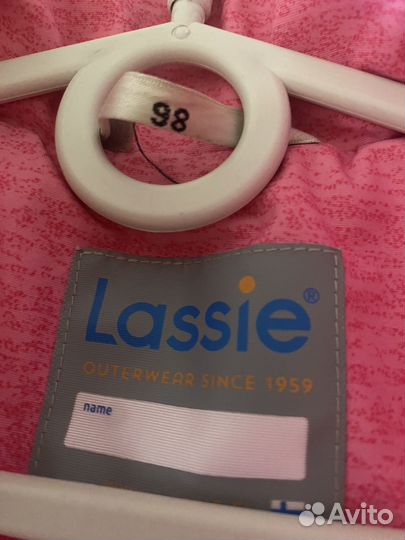 98
Lassie®
OUTERWEAR SINCE 1959
name
Avito